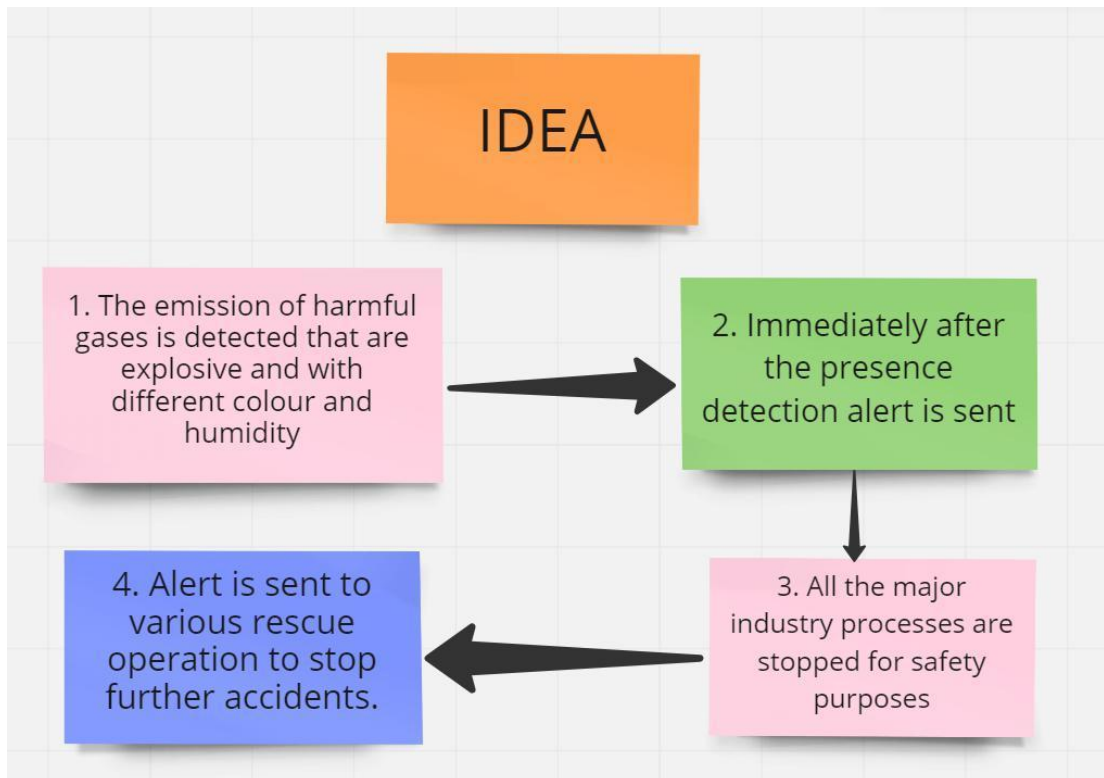 IDEA
1. The emission of harmful
gases is detected that are
explosive and with
different colour and
humidity
2. Immediately after
the presence
detection alert is sent
3. All the major
industry processes are
stopped for safety
purposes
4. Alert is sent to
various rescue
operation to stop
further accidents.